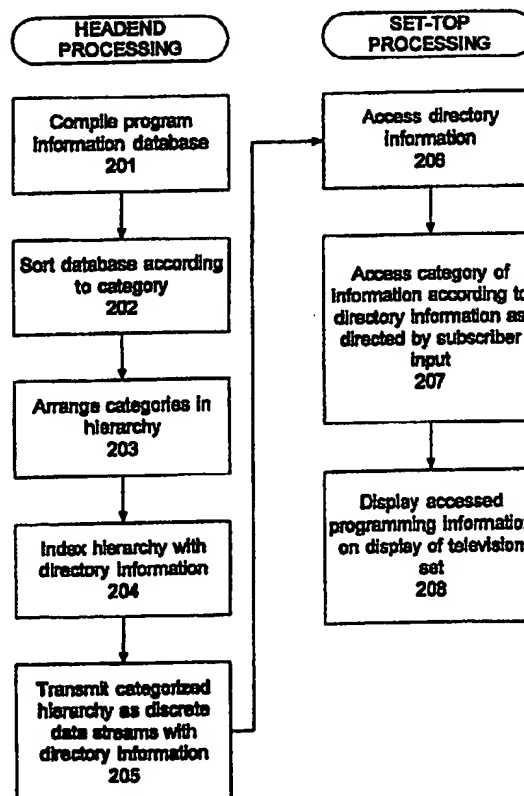 HEADEND
PROCESSING
Compile program
information database
201
Sort database according
to category
202
Arrange categories in
hierarchy
203
Index hierarchy with
directory information
204
Transmit categorized
hierarchy as discrete
data streams with
directory information
205
SET-TOP
PROCESSING
Access directory
information
206
Access category of
information according to
directory information as
directed by subscriber
input
207
Display accessed
programming information
on display of television
set
208